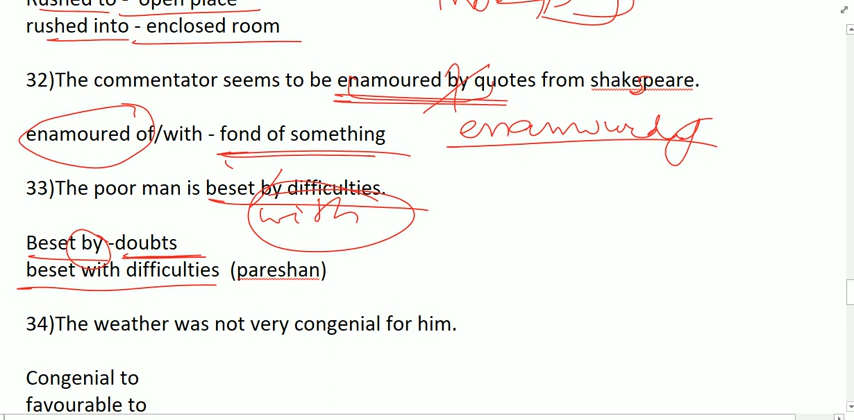 Rushed to - open place
rushed into - enclosed room
32)The commentator seems to be enamoured by quotes from shakespeare.
enamoured of/with - fond of something
enamourd of
33)The poor man is beset by difficulties.
with
Beset by -doubts
beset with difficulties (pareshan)
34)The weather was not very congenial for him.
Congenial to
favourable to